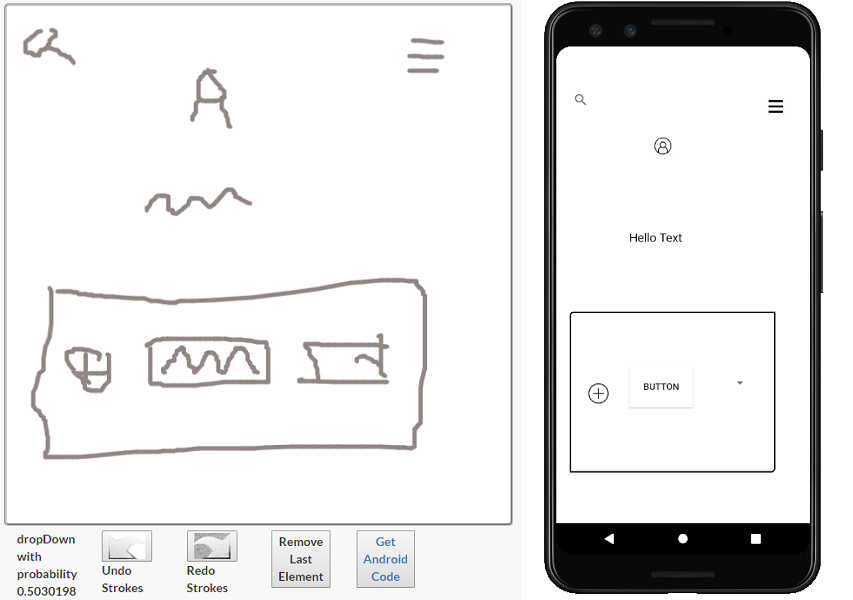 Hello Text
BUTTON
dropDown
with
probability
0.5030198
Undo
Strokes
Redo
Strokes
Remove
Last
Element
Get
Android
Code